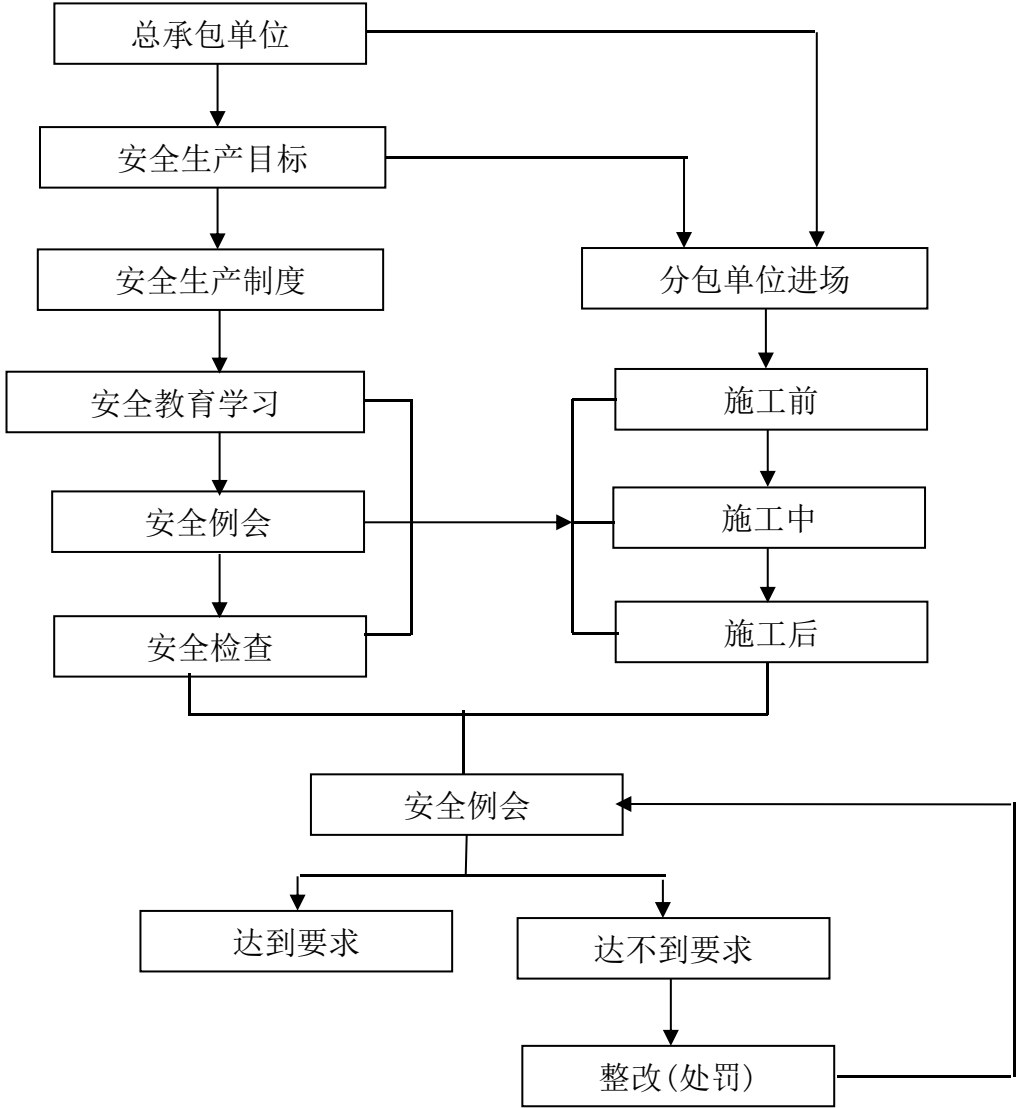 总承包单位
安全生产目标
安全生产制度
分包单位进场
安全教育学习
施工前
安全例会
施工中
安全检查
施工后
安全例会
达到要求
达不到要求
整改(处罚)